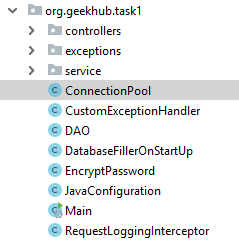 org.geekhub.task1
controllers
exceptions
service
ConnectionPool
CustomExceptionHandler
DAO
DatabaseFillerOnStartUp
EncryptPassword
JavaConfiguration
Main
RequestLoggingInterceptor